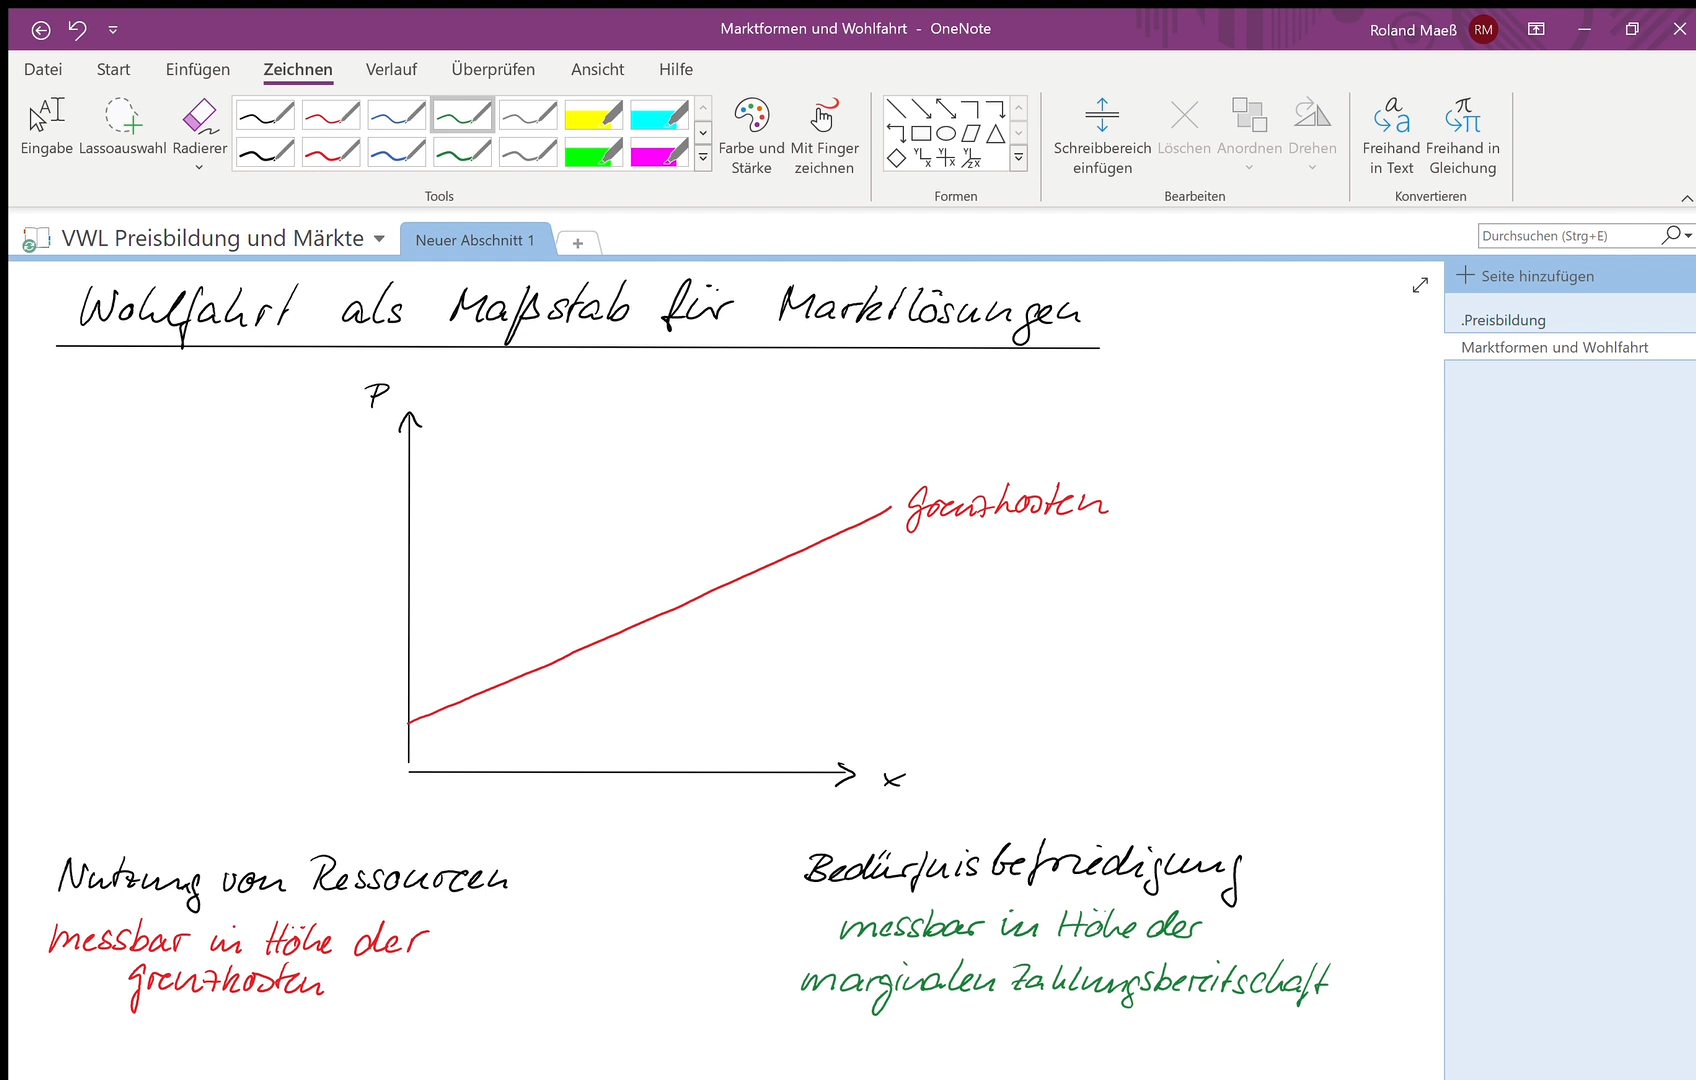 Marktformen und Wohlfahrt - OneNote
Roland Maeß RM
Datei Start Einfügen Zeichnen Verlauf Überprüfen Ansicht Hilfe
Eingabe Lassoauswahl Radierer
Farbe und Stärke
Mit Finger zeichnen
Schreibbereich einfügen
Löschen Anordnen Drehen
Freihand in Text
Freihand in Gleichung
Tools Formen Bearbeiten Konvertieren
VWL Preisbildung und Märkte
Neuer Abschnitt 1
Durchsuchen (Strg+E)
Seite hinzufügen
.Preisbildung
Marktformen und Wohlfahrt
Wohlfahrt als Maßstab für Marktlösungen
P
Grenzkosten
x
Nutzung von Ressourcen
messbar in Höhe der
Grenzkosten
Bedürfnisbefriedigung
messbar in Höhe der
marginalen Zahlungsbereitschaft